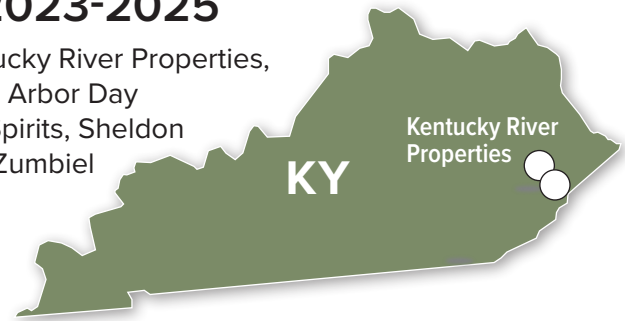 2023-2025
ucky River Properties,
Arbor Day
pirits, Sheldon
Zumbiel
Kentucky River
Properties
KY